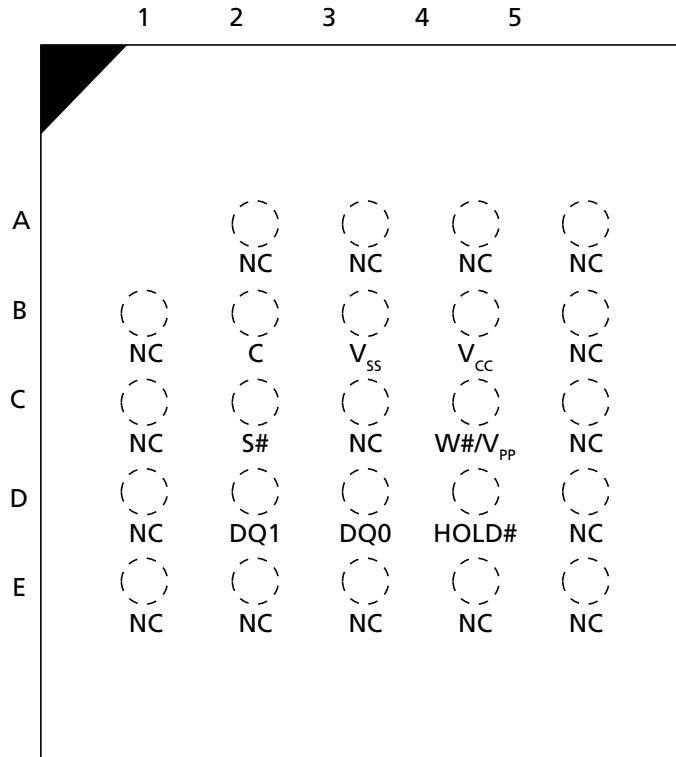 1 2 3 4 5
A
NC NC NC NC
B
NC C VSS VCC NC
C
NC S# NC W#/VPP NC
D
NC DQ1 DQ0 HOLD# NC
E
NC NC NC NC NC